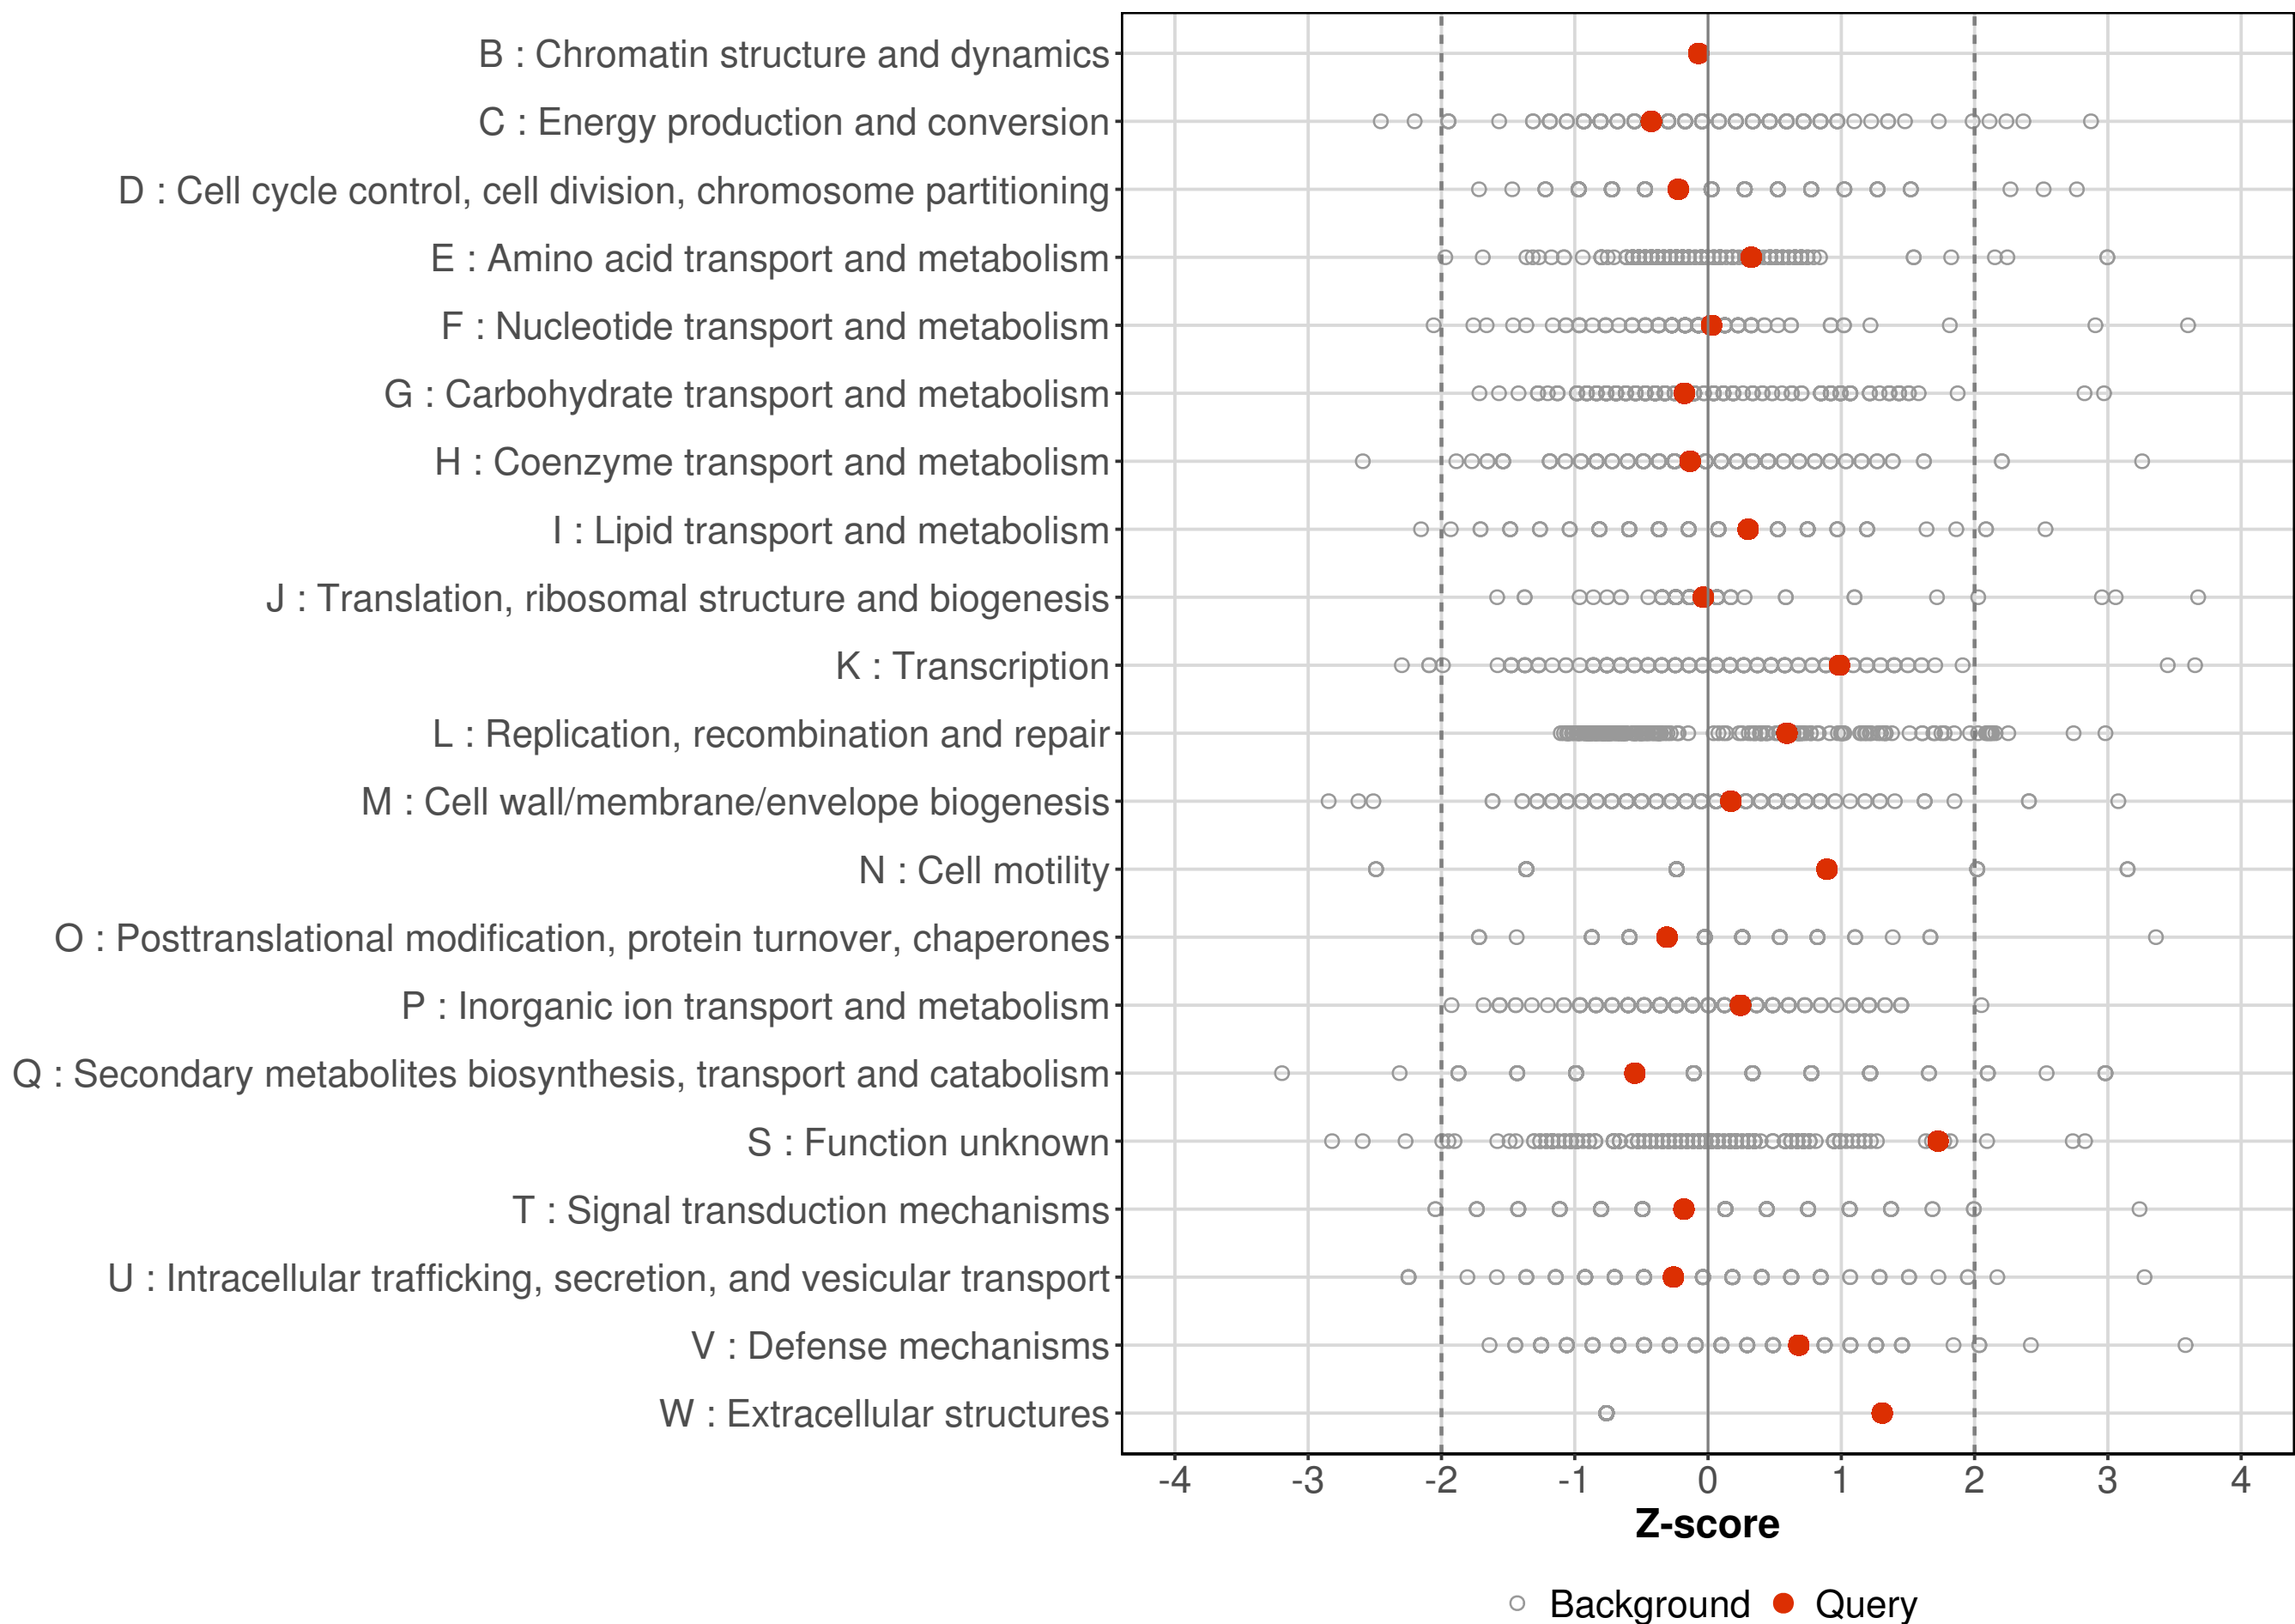 B : Chromatin structure and dynamics
C : Energy production and conversion
D : Cell cycle control, cell division, chromosome partitioning
E : Amino acid transport and metabolism
F : Nucleotide transport and metabolism
G : Carbohydrate transport and metabolism
H : Coenzyme transport and metabolism
I : Lipid transport and metabolism
J : Translation, ribosomal structure and biogenesis
K : Transcription
L : Replication, recombination and repair
M : Cell wall/membrane/envelope biogenesis
N : Cell motility
O : Posttranslational modification, protein turnover, chaperones
P : Inorganic ion transport and metabolism
Q : Secondary metabolites biosynthesis, transport and catabolism
S : Function unknown
T : Signal transduction mechanisms
U : Intracellular trafficking, secretion, and vesicular transport
V : Defense mechanisms
W : Extracellular structures
-4 -3 -2 -1 0 1 2 3 4
Z-score
Background Query